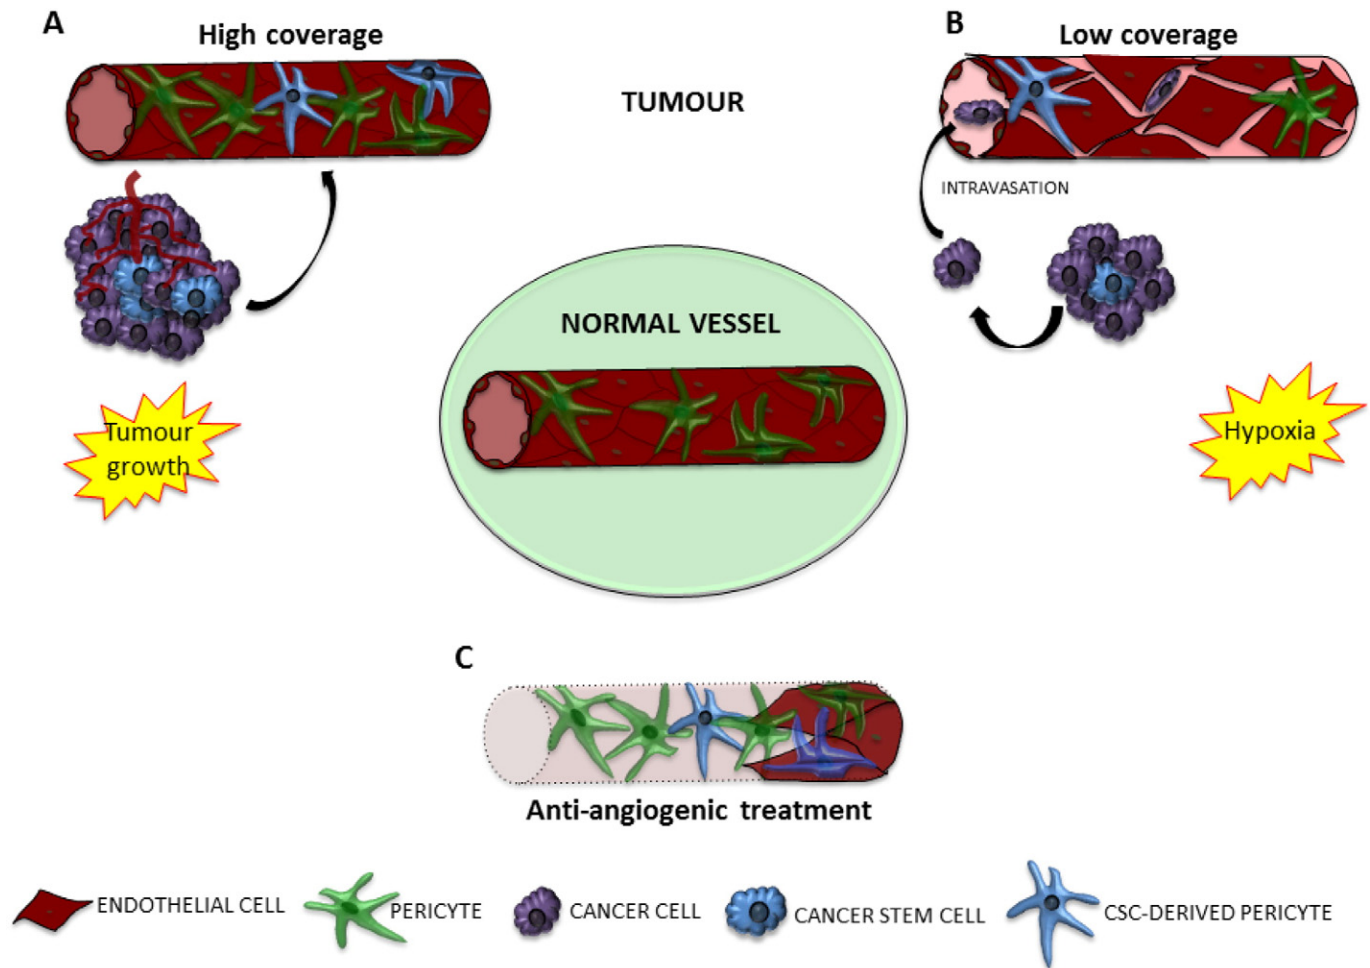 A
High coverage
TUMOUR
B
Low coverage
INTRAVASATION
NORMAL VESSEL
Tumour
growth
Hypoxia
C
Anti-angiogenic treatment
ENDOTHELIAL CELL
PERICYTE
CANCER CELL
CANCER STEM CELL
CSC-DERIVED PERICYTE